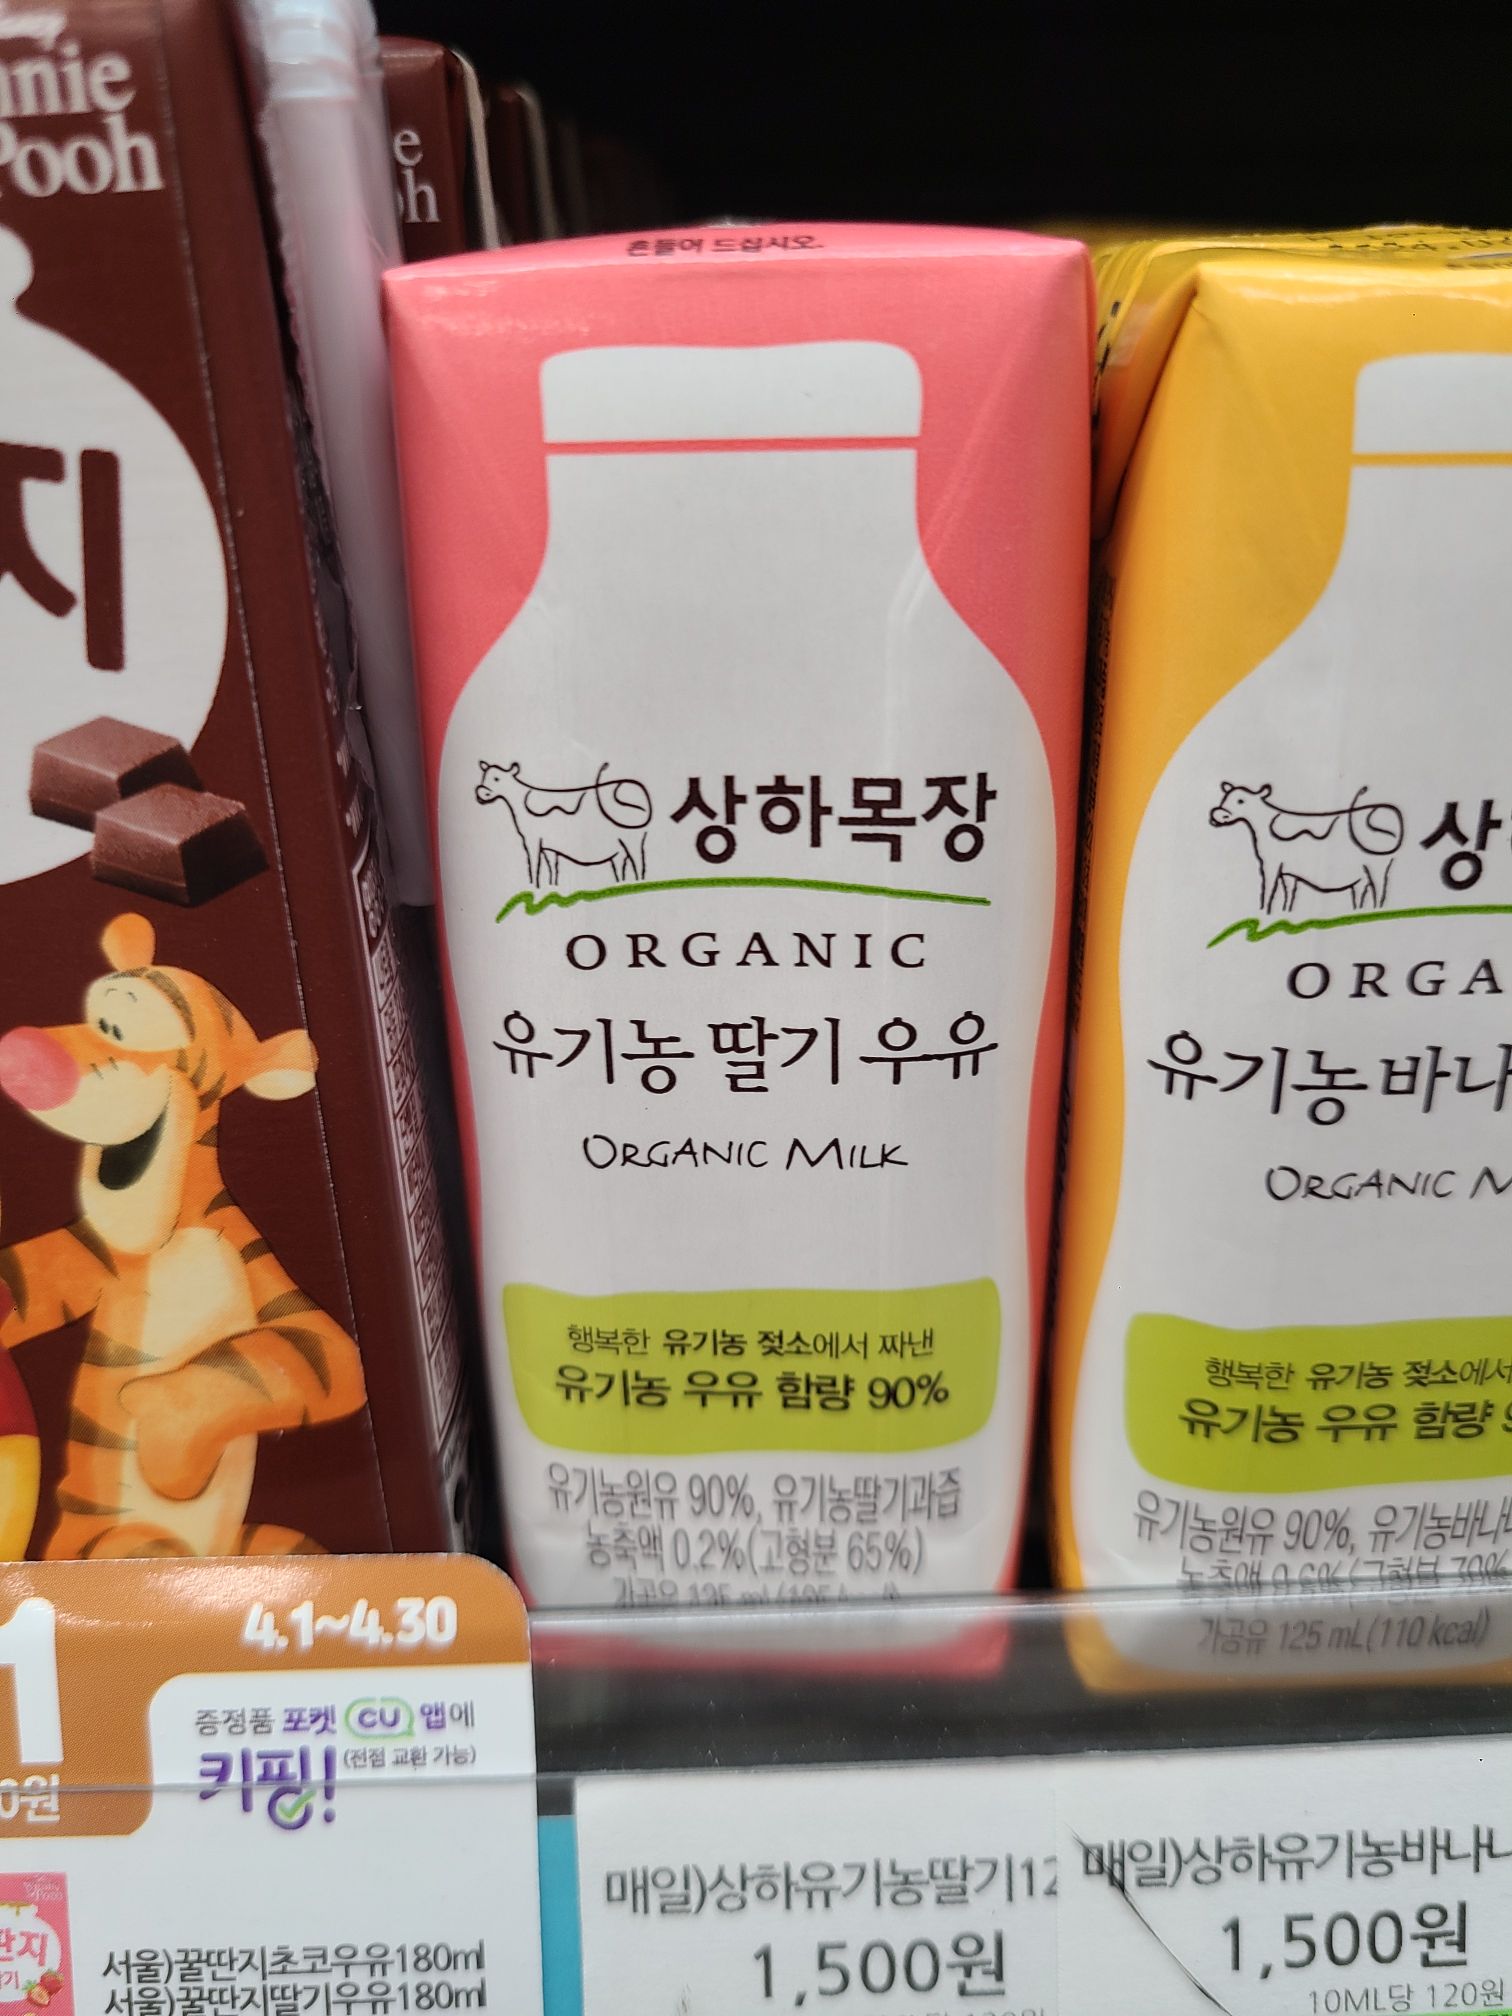 nnie
Pooh
지
e
oh
흔들어 드십시오.
상하목장
ORGANIC
유기농 딸기 우유
ORGANIC MILK
행복한 유기농 젖소에서 짜낸
유기농 우유 함량 90%
유기농원유 90%, 유기농딸기과즙
농축액 0.2%(고형분 65%)
상
ORGA
유기농 바나
ORGANIC M
행복한 유기농 젖소에서
유기농 우유 함량
유기농원유 90%, 유기농바나
가공유 125 mL(110 kcal)
1
0원
4.1~4.30
증정품 포켓 CU 앱에
키핑!
(전점 교환 가능)
서울)꿀딴지초코우유180ml
서울)꿀딴지딸기우유180ml
매일)상하유기농딸기12
1,500원
매일)상하유기농바나나
1,500원
10ML당 120원